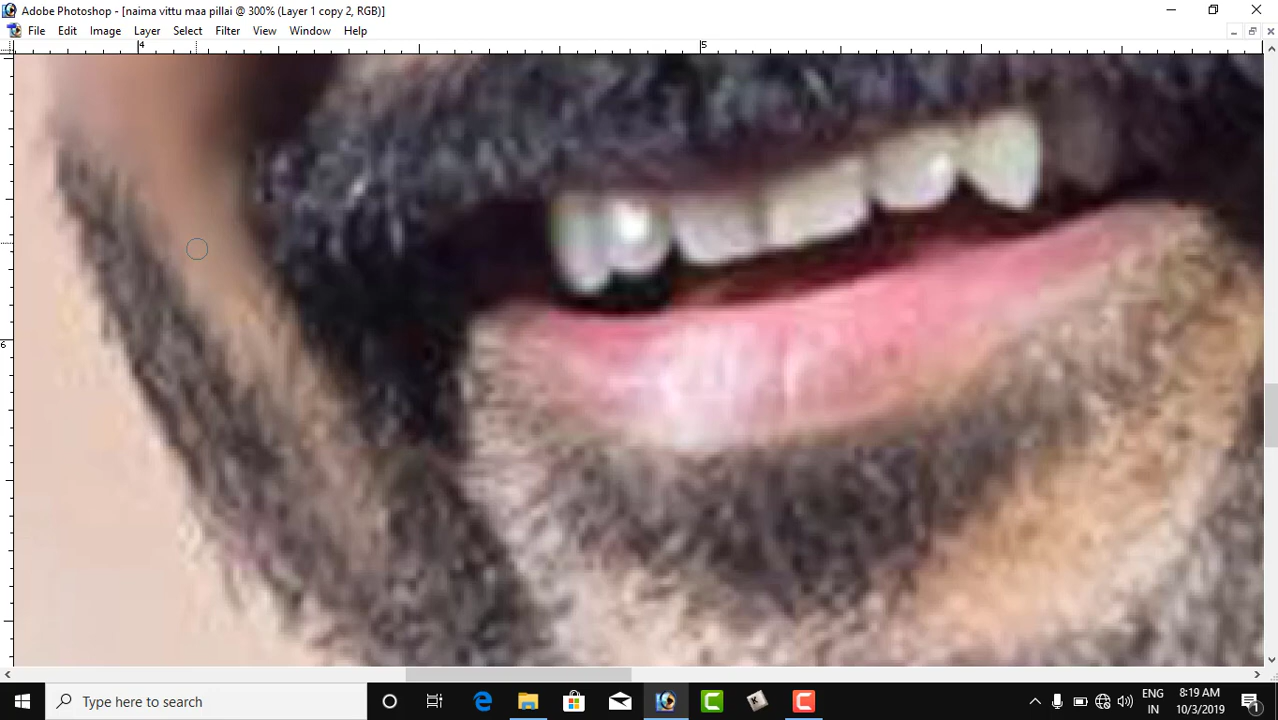 Adobe Photoshop - [naima vittu maa pillai @ 300% (Layer 1 copy 2, RGB)]
File Edit Image Layer Select Filter View Window Help
4 5
6
Type here to search
ENG 8:19 AM
IN 10/3/2019
1